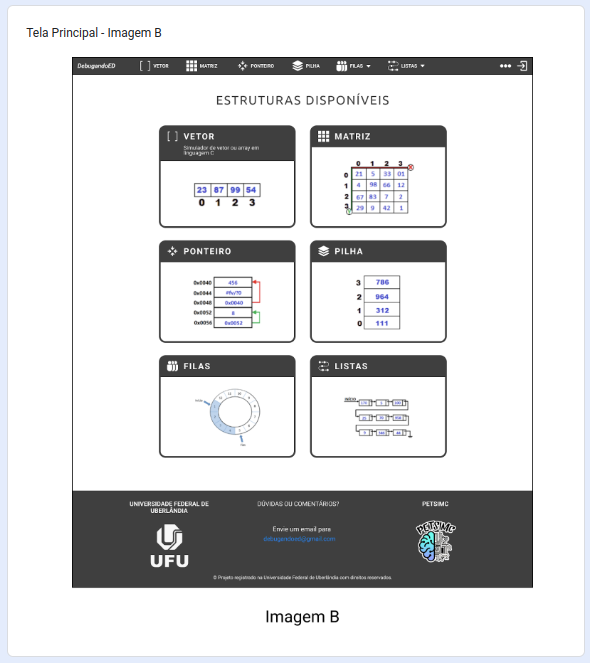 Tela Principal - Imagem B
DebugandoED [ ] VETOR MATRIZ PONTEIRO PILHA FILAS LISTAS
ESTRUTURAS DISPONÍVEIS
[ ] VETOR
Simulador de vetor ou array em
linguagem C
23 87 99 54
0 1 2 3
MATRIZ
0 1 2 3
0 21 5 33 01
1 4 98 66 12
2 67 83 7 2
3 29 9 42 1
PONTEIRO
0x0040 456
0x0044
0x0048 0x0040
0x0052 8
0x0056 0x0052
PILHA
3 786
2 964
1 312
0 111
FILAS
LISTAS
UNIVERSIDADE FEDERAL DE
UBERLÂNDIA
UFU
DÚVIDAS OU COMENTÁRIOS?
Envie um email para
debugandoed@gmail.com
PETSIMC
PETSIMC
© Projeto registrado na Universidade Federal de Uberlândia com direitos reservados.
Imagem B